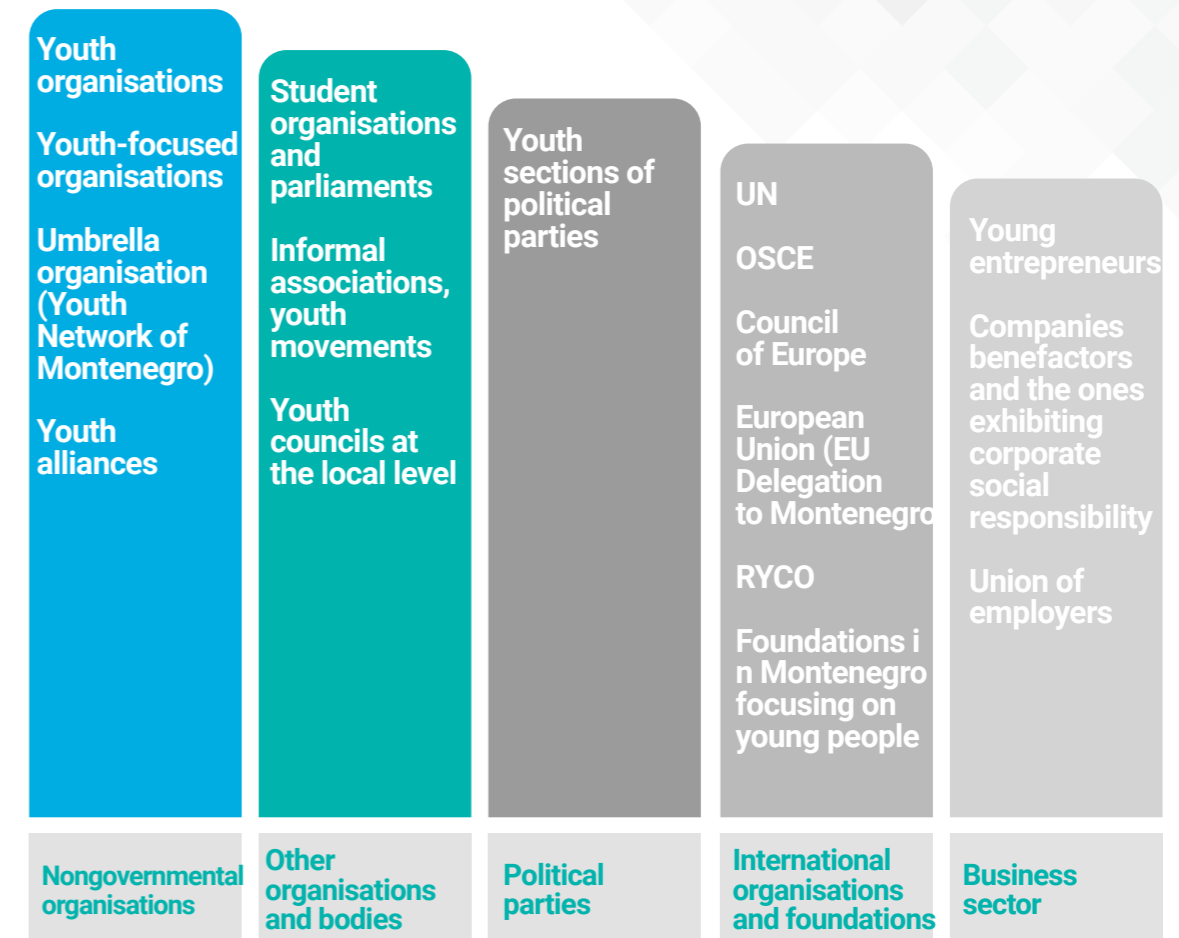 Youth
organisations
Youth-focused
organisations
Umbrella
organisation
(Youth
Network of
Montenegro)
Youth
alliances
Nongovernmental
organisations
Student
organisations
and
parliaments
Informal
associations,
youth
movements
Youth
councils at
the local level
Other
organisations
and bodies
Youth
sections of
political
parties
Political
parties
UN
OSCE
Council
of Europe
European
Union (EU
Delegation
to Montenegro
RYCO
Foundations i
n Montenegro
focusing on
young people
International
organisations
and foundations
Young
entrepreneurs
Companies
benefactors
and the ones
exhibiting
corporate
social
responsibility
Union of
employers
Business
sector